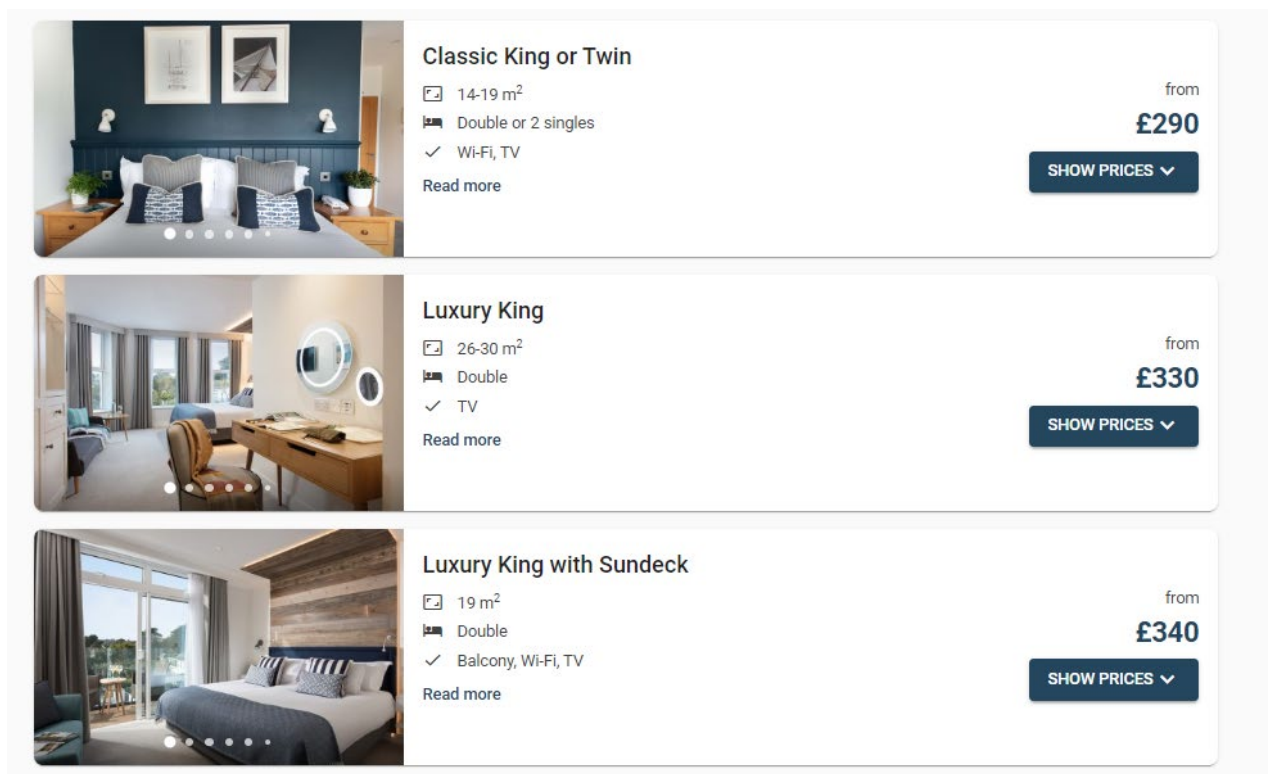 Classic King or Twin
14-19 m²
Double or 2 singles
Wi-Fi, TV
Read more
from
£290
SHOW PRICES
Luxury King
26-30 m²
Double
TV
Read more
from
£330
SHOW PRICES
Luxury King with Sundeck
19 m²
Double
Balcony, Wi-Fi, TV
Read more
from
£340
SHOW PRICES